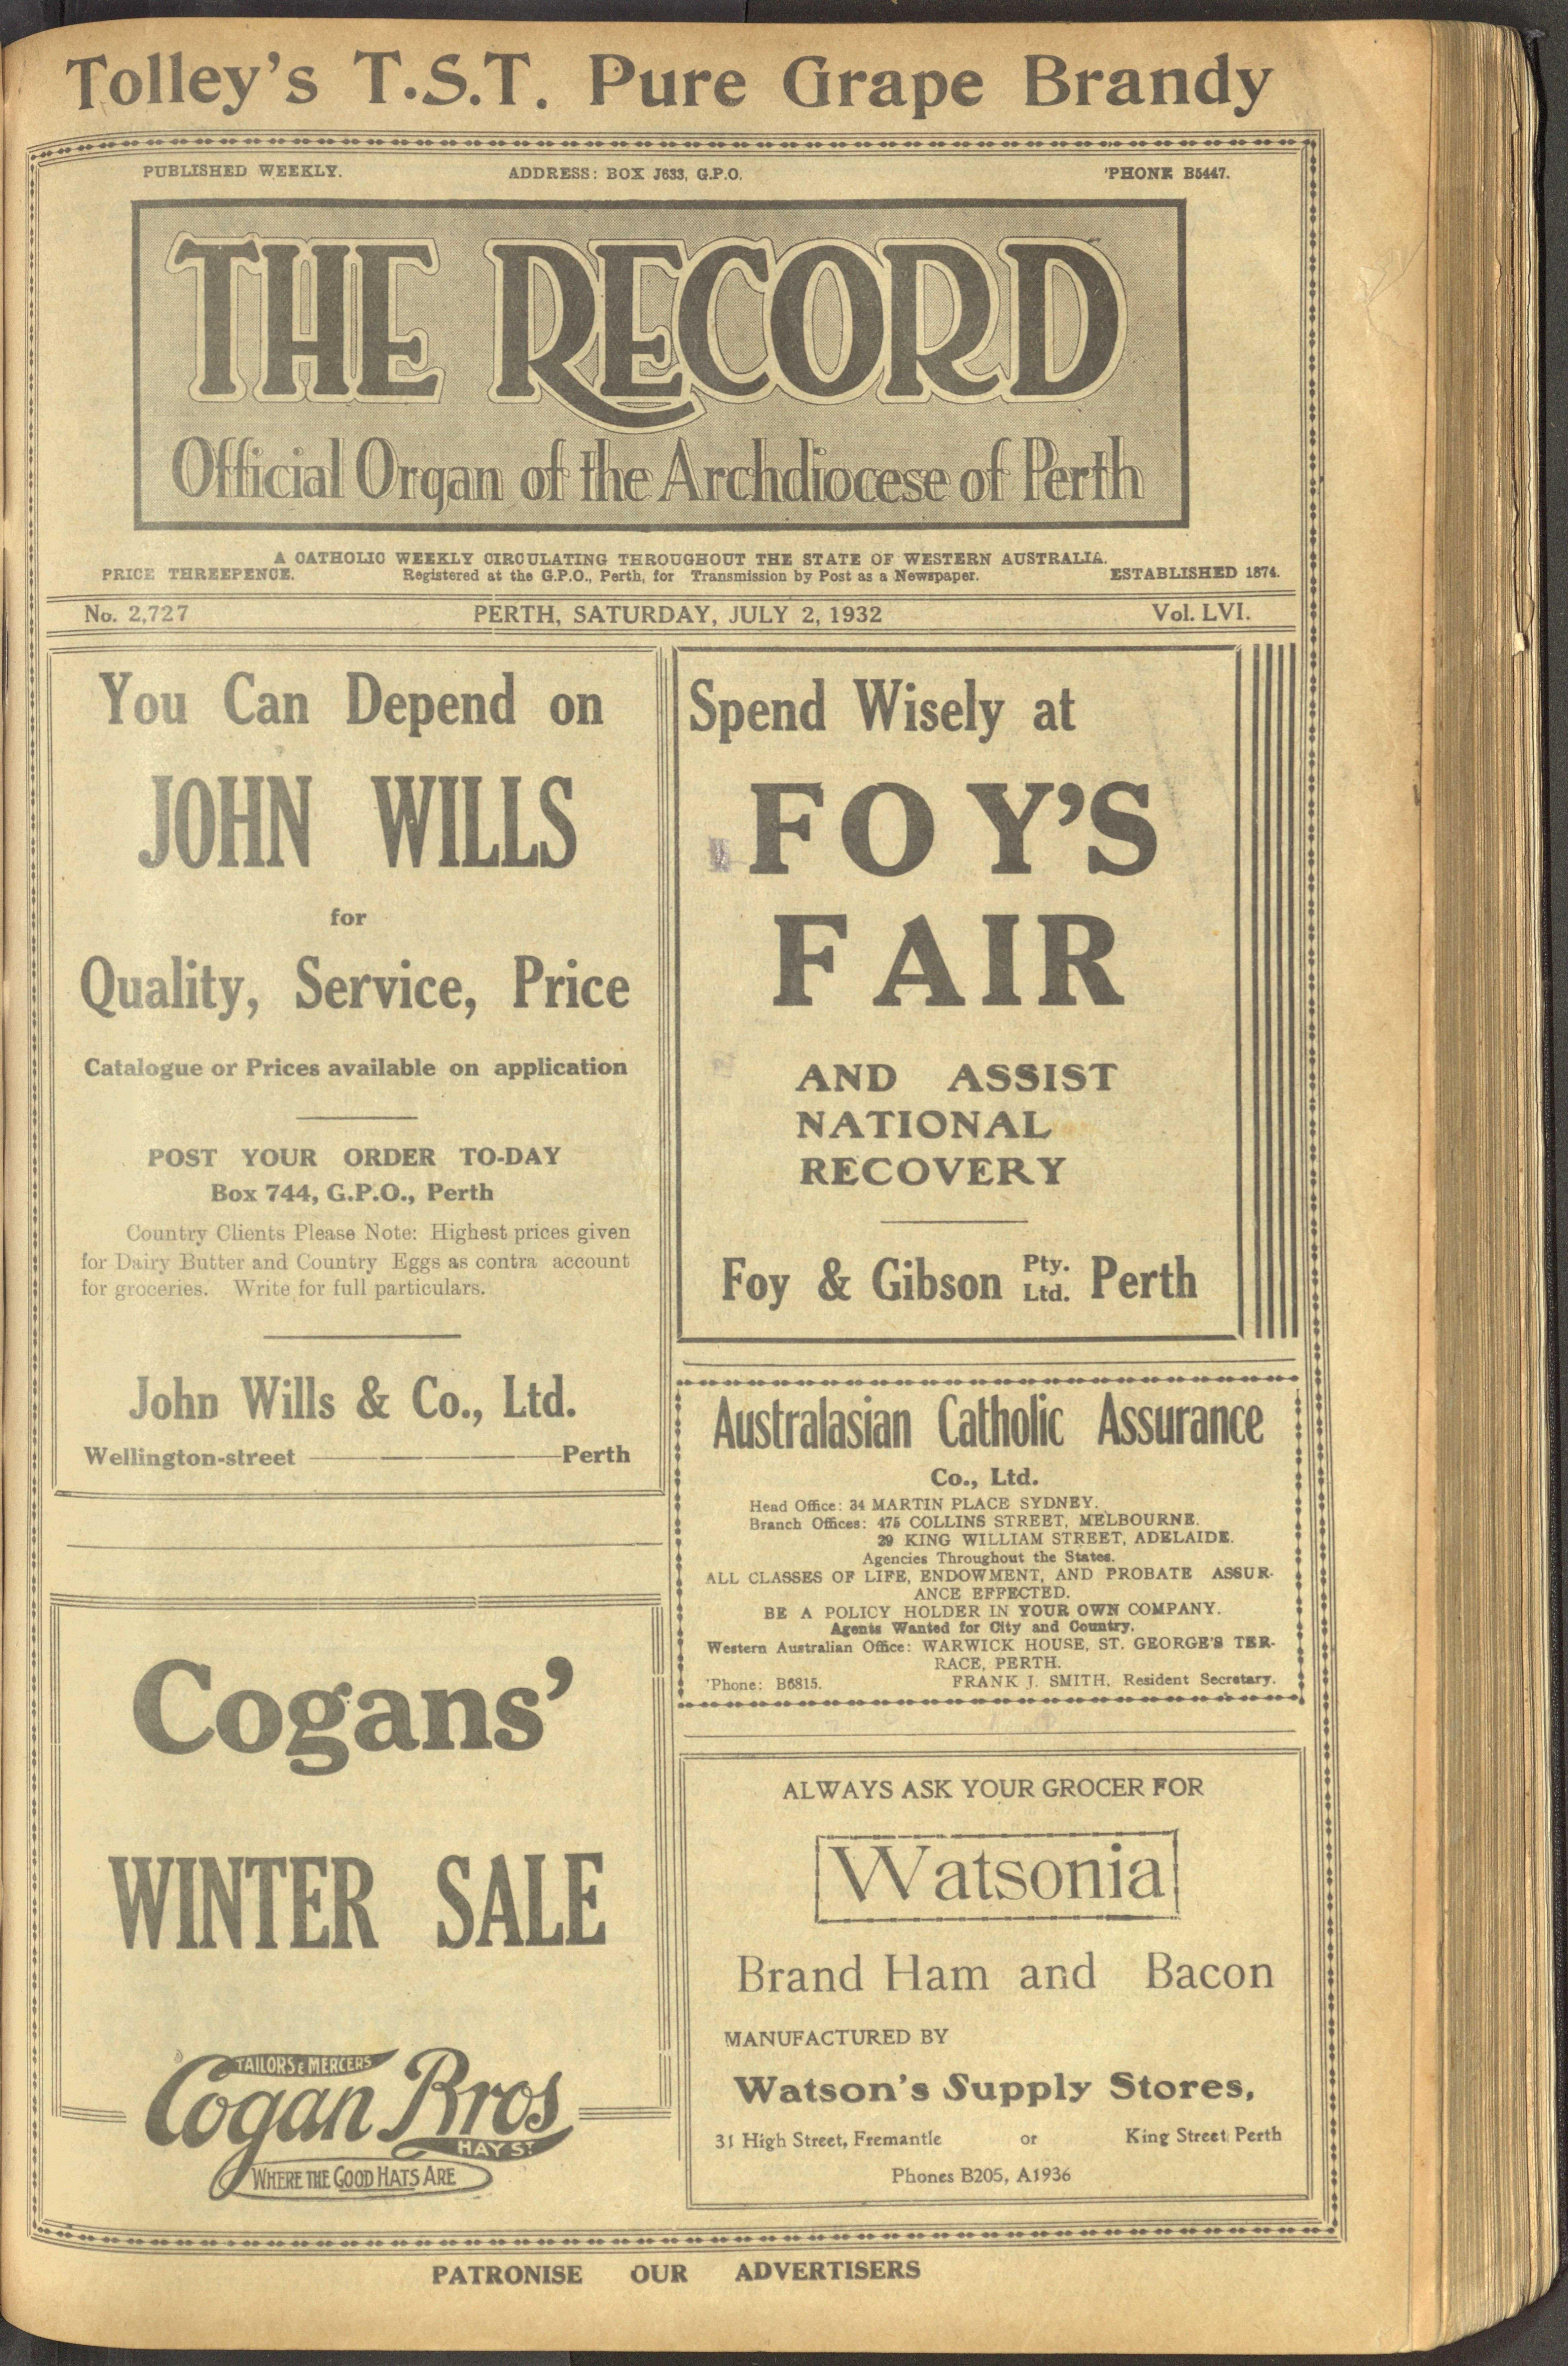 Tolley's T.S.T. Pure Grape Brandy
PUBLISHED WEEKLY. ADDRESS: BOX J633, G.P.O. 'PHONE B5447.
THE RECORD
Official Organ of the Archdiocese of Perth
A CATHOLIC WEEKLY CIRCULATING THROUGHOUT THE STATE OF WESTERN AUSTRALIA.
PRICE THREEPENCE. Registered at the G.P.O., Perth, for Transmission by Post as a Newspaper. ESTABLISHED 1874.
No. 2,727 PERTH, SATURDAY, JULY 2, 1932 Vol. LVI.
You Can Depend on
JOHN WILLS
for
Quality, Service, Price
Catalogue or Prices available on application
POST YOUR ORDER TO-DAY
Box 744, G.P.O., Perth
Country Clients Please Note: Highest prices given
for Dairy Butter and Country Eggs as contra account
for groceries. Write for full particulars.
John Wills & Co., Ltd.
Wellington-street Perth
Cogans'
WINTER SALE
TAILORS & MERCERS
Cogan Bros
HAY ST
WHERE THE GOOD HATS ARE
Spend Wisely at
FOY'S
FAIR
AND ASSIST
NATIONAL
RECOVERY
Foy & Gibson Pty. Ltd. Perth
Australasian Catholic Assurance
Co., Ltd.
Head Office: 34 MARTIN PLACE SYDNEY.
Branch Offices: 475 COLLINS STREET, MELBOURNE.
29 KING WILLIAM STREET, ADELAIDE.
Agencies Throughout the States.
ALL CLASSES OF LIFE, ENDOWMENT, AND PROBATE ASSUR-
ANCE EFFECTED.
BE A POLICY HOLDER IN YOUR OWN COMPANY.
Agents Wanted for City and Country.
Western Australian Office: WARWICK HOUSE, ST. GEORGE'S TER-
RACE, PERTH.
'Phone: B6815. FRANK J. SMITH, Resident Secretary.
ALWAYS ASK YOUR GROCER FOR
Watsonia
Brand Ham and Bacon
MANUFACTURED BY
Watson's Supply Stores,
31 High Street, Fremantle or King Street Perth
Phones B205, A1936
PATRONISE OUR ADVERTISERS